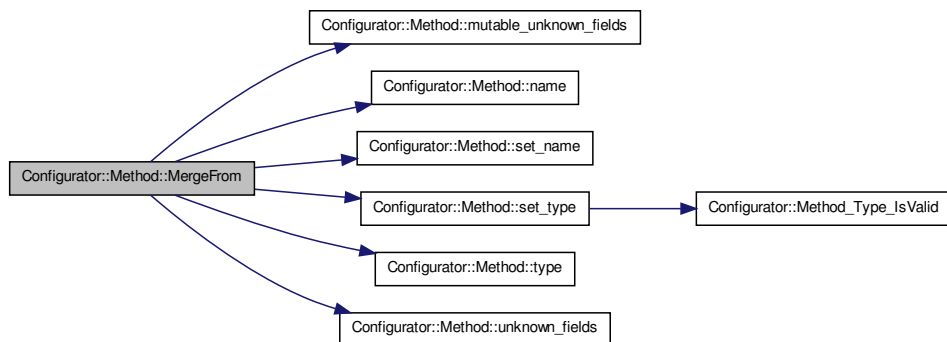 Configurator::Method::mutable_unknown_fields
Configurator::Method::name
Configurator::Method::set_name
Configurator::Method::MergeFrom
Configurator::Method::set_type
Configurator::Method_Type_IsValid
Configurator::Method::type
Configurator::Method::unknown_fields